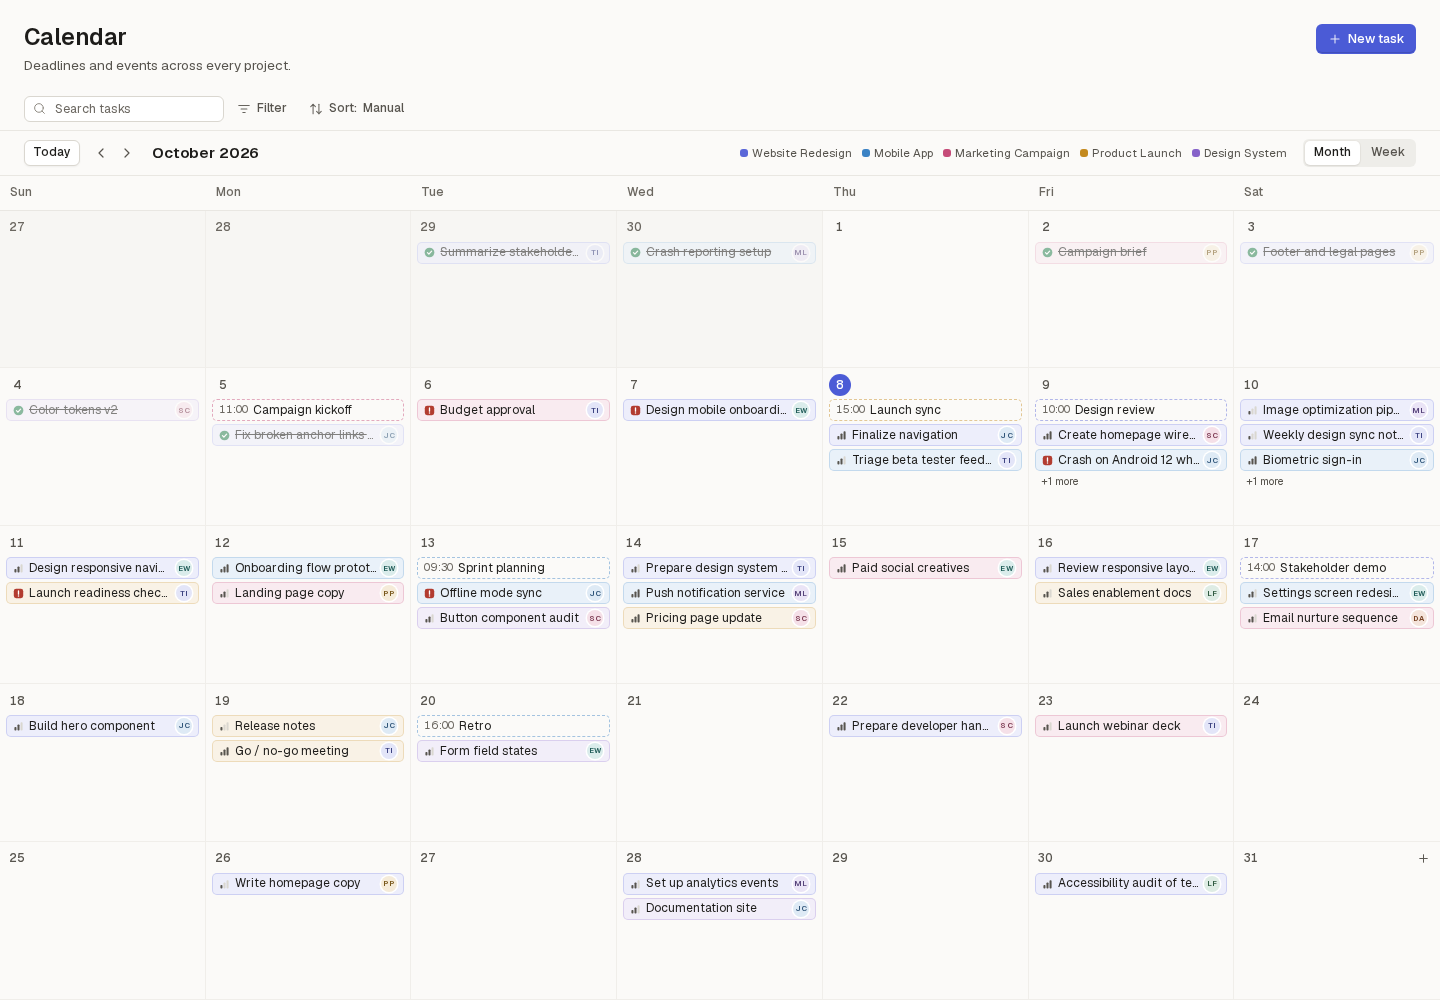 Calendar
Deadlines and events across every project.
New task
Search tasks
Filter
Sort: Manual
Today
October 2026
Website Redesign
Mobile App
Marketing Campaign
Product Launch
Design System
Month
Week
Sun Mon Tue Wed Thu Fri Sat
27
28
29
Summarize stakeholde… TI
30
Crash reporting setup ML
1
2
Campaign brief PP
3
Footer and legal pages PP
4
Color tokens v2 SC
5
11:00 Campaign kickoff
Fix broken anchor links… JC
6
Budget approval TI
7
Design mobile onboardi… EW
8
15:00 Launch sync
Finalize navigation JC
Triage beta tester feed… TI
9
10:00 Design review
Create homepage wire… SC
Crash on Android 12 wh… JC
+1 more
10
Image optimization pip… ML
Weekly design sync not… TI
Biometric sign-in JC
+1 more
11
Design responsive navi… EW
Launch readiness chec… TI
12
Onboarding flow protot… EW
Landing page copy PP
13
09:30 Sprint planning
Offline mode sync JC
Button component audit SC
14
Prepare design system … TI
Push notification service ML
Pricing page update SC
15
Paid social creatives EW
16
Review responsive layo… EW
Sales enablement docs LF
17
14:00 Stakeholder demo
Settings screen redesi… EW
Email nurture sequence DA
18
Build hero component JC
19
Release notes JC
Go / no-go meeting TI
20
16:00 Retro
Form field states EW
21
22
Prepare developer han… SC
23
Launch webinar deck TI
24
25
26
Write homepage copy PP
27
28
Set up analytics events ML
Documentation site JC
29
30
Accessibility audit of te… LF
31